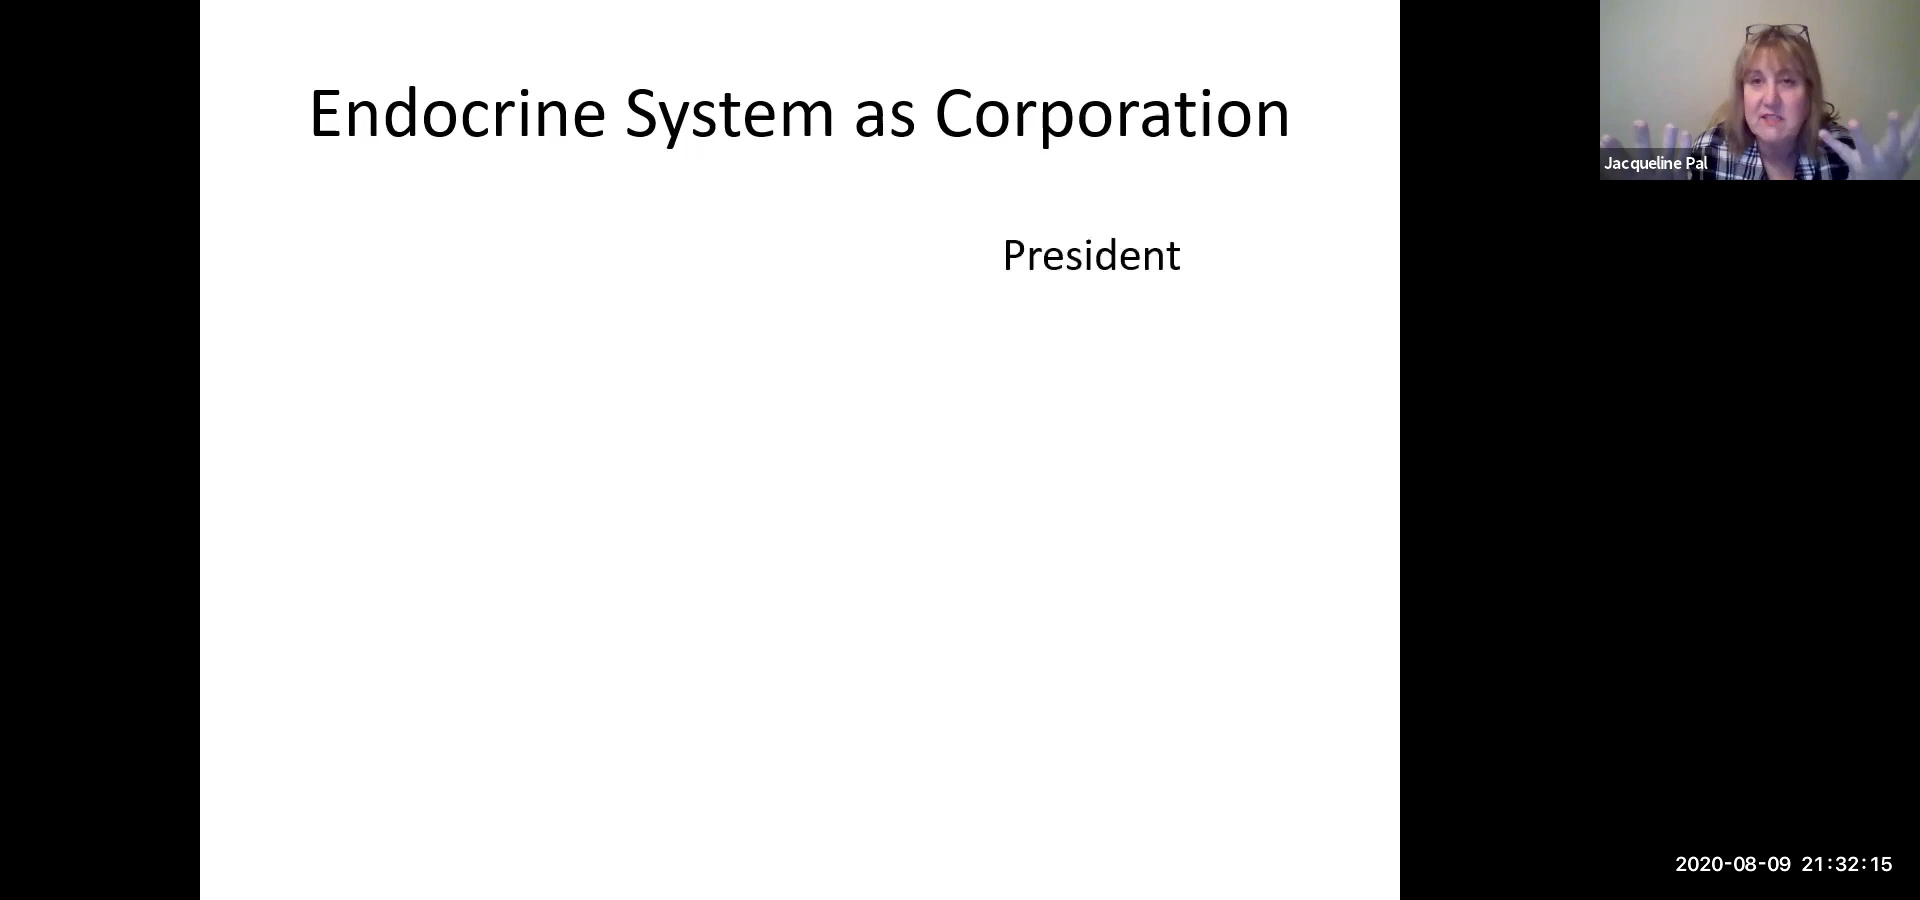 Endocrine System as Corporation
President
Jacqueline Pal
2020-08-09 21:32:15